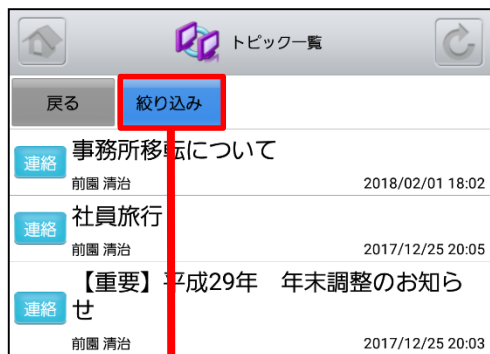 トピック一覧
戻る
絞り込み
連絡
事務所移転について
前園 清治
2018/02/01 18:02
連絡
社員旅行
前園 清治
2017/12/25 20:05
連絡
【重要】平成29年　年末調整のお知ら
せ
前園 清治
2017/12/25 20:03